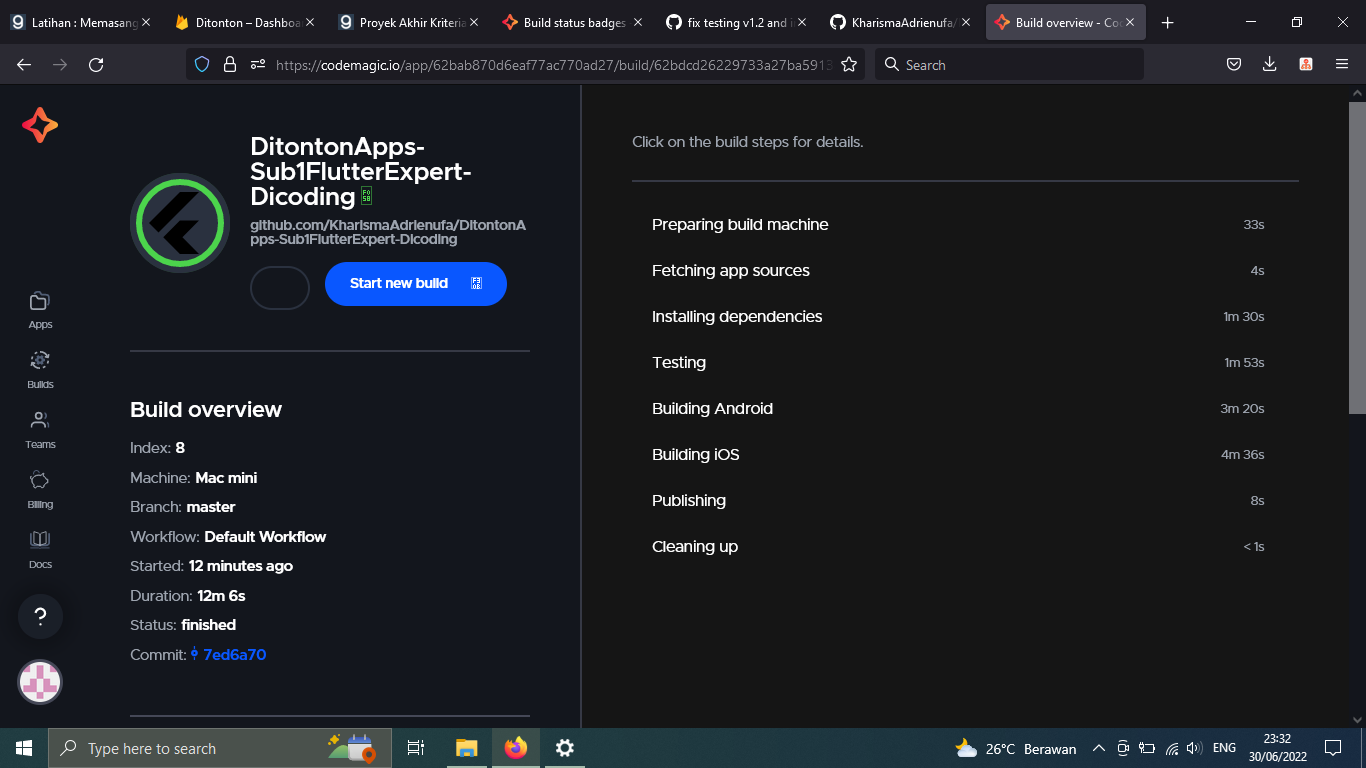 Latihan : Memasang
Ditonton – Dashboa
Proyek Akhir Kriteria
Build status badges
fix testing v1.2 and i
KharismaAdrienufa/
Build overview - Co
https://codemagic.io/app/62bab870d6eaf77ac770ad27/build/62bdcd26229733a27ba5913
Search
DitontonApps-
Sub1FlutterExpert-
Dicoding
github.com/KharismaAdrienufa/DitontonA
pps-Sub1FlutterExpert-Dicoding
Start new build
Apps
Builds
Teams
Billing
Docs
?
Build overview
Index: 8
Machine: Mac mini
Branch: master
Workflow: Default Workflow
Started: 12 minutes ago
Duration: 12m 6s
Status: finished
Commit: 7ed6a70
Click on the build steps for details.
Preparing build machine 33s
Fetching app sources 4s
Installing dependencies 1m 30s
Testing 1m 53s
Building Android 3m 20s
Building iOS 4m 36s
Publishing 8s
Cleaning up < 1s
Type here to search
26°C Berawan
ENG
23:32
30/06/2022